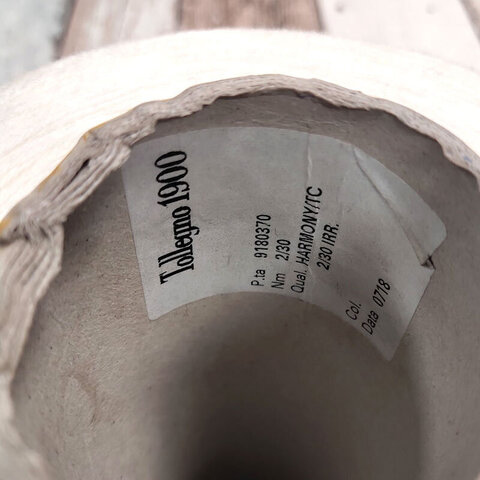 Tollegno 1900
P.ta 9180370
Nm 2/30
Qual. HARMONY/TC
2/30 IRR.
Col.
Data 0718